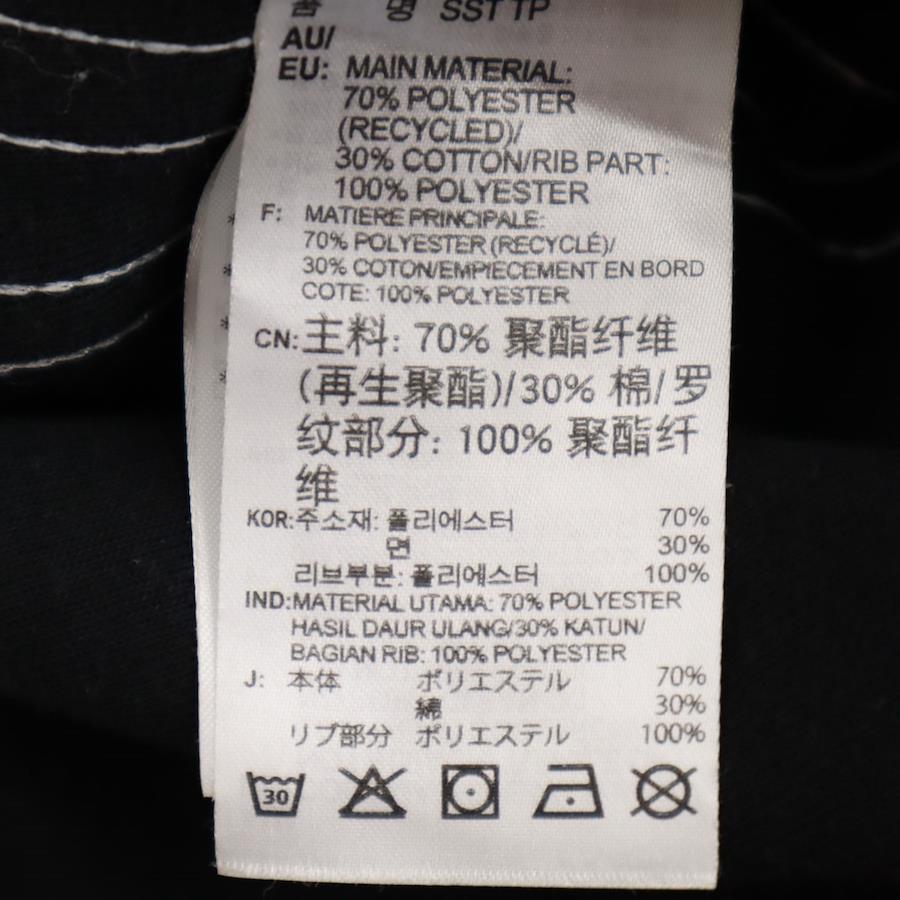 품 명 SST TP
AU/
EU: MAIN MATERIAL:
70% POLYESTER
(RECYCLED)/
30% COTTON/RIB PART:
100% POLYESTER
F: MATIERE PRINCIPALE:
70% POLYESTER (RECYCLÉ)/
30% COTON/EMPIECEMENT EN BORD
COTE: 100% POLYESTER
CN: 主料: 70% 聚酯纤维
(再生聚酯)/30% 棉/罗
纹部分: 100% 聚酯纤
维
KOR: 주소재: 폴리에스터 70%
면 30%
리브부분: 폴리에스터 100%
IND: MATERIAL UTAMA: 70% POLYESTER
HASIL DAUR ULANG/30% KATUN/
BAGIAN RIB: 100% POLYESTER
J: 本体 ポリエステル 70%
綿 30%
リブ部分 ポリエステル 100%
30